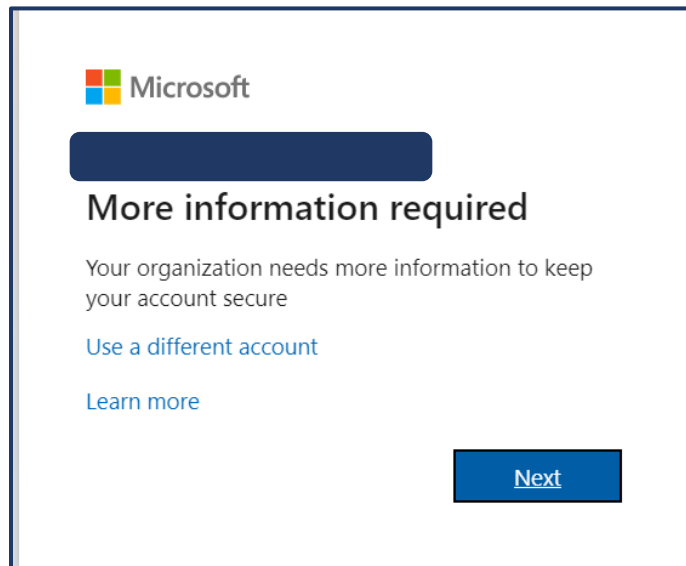 Microsoft
More information required
Your organization needs more information to keep
your account secure
Use a different account
Learn more
Next